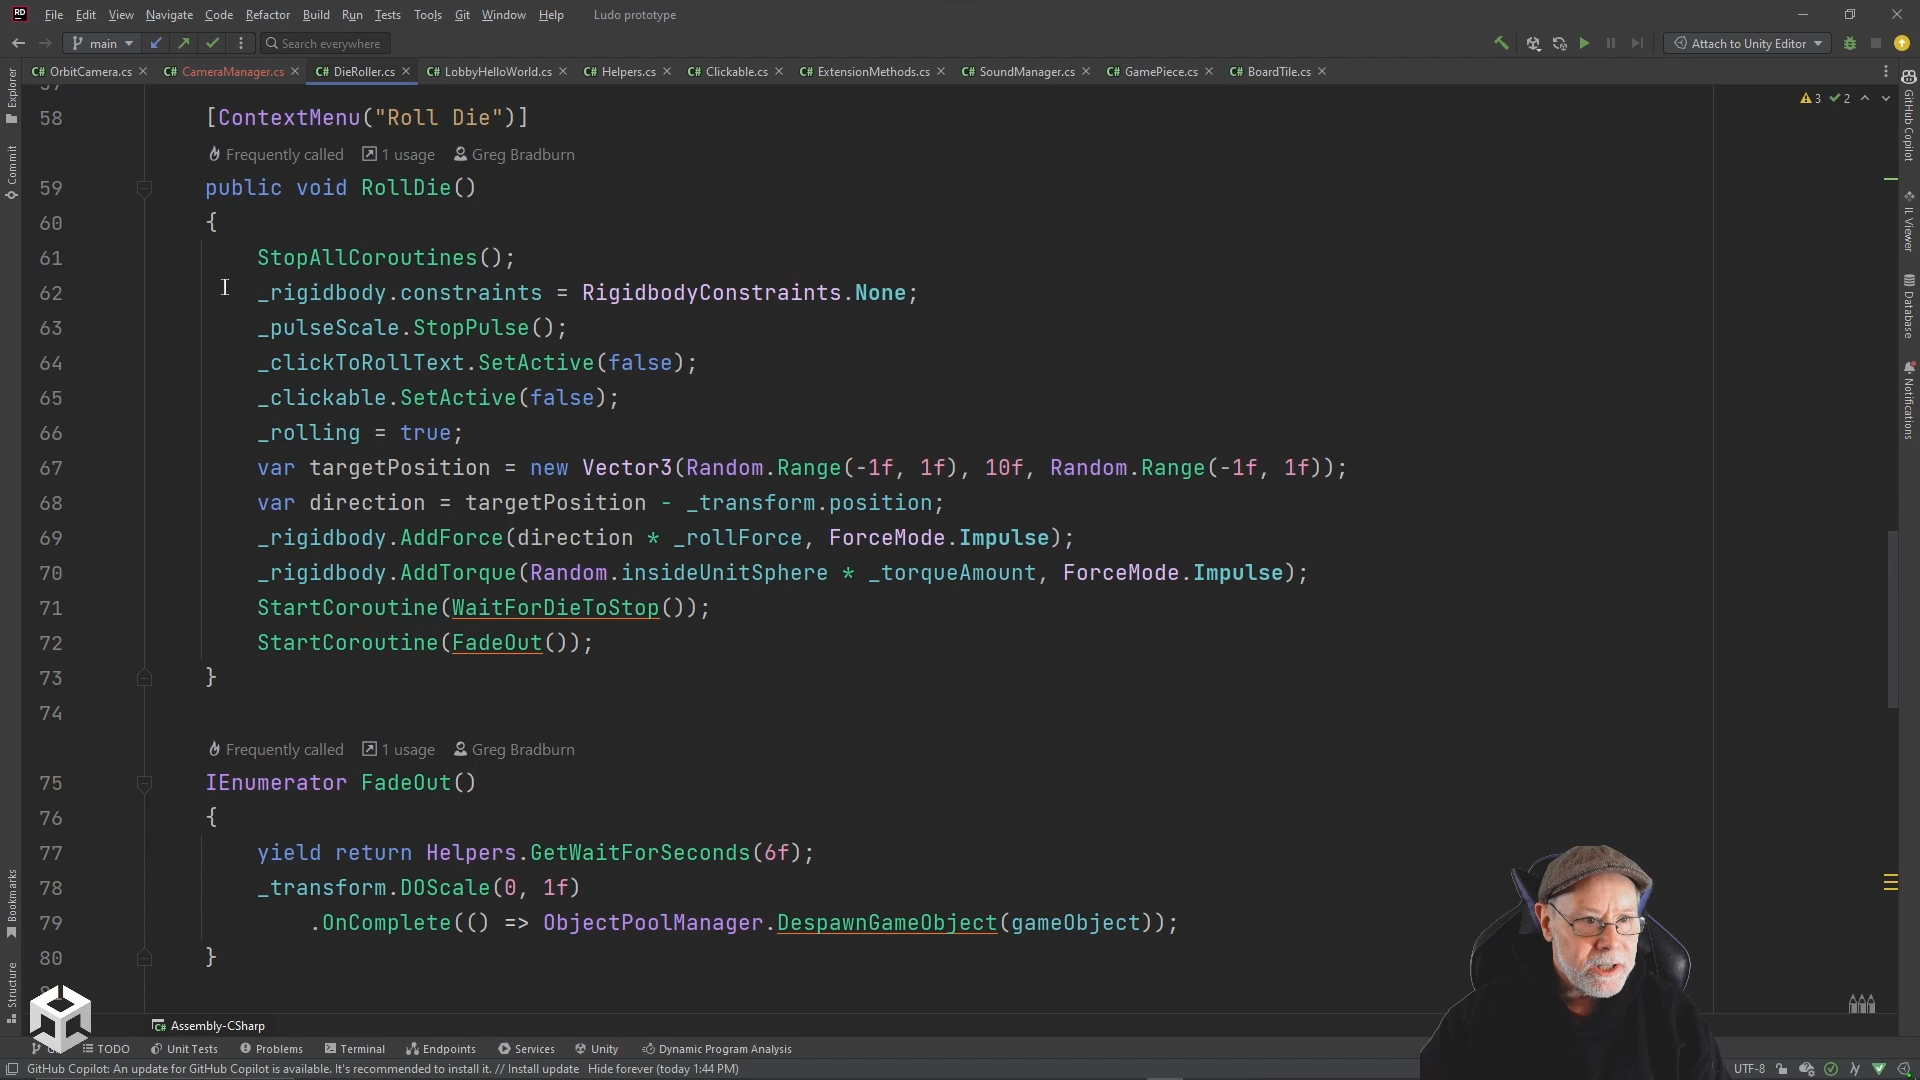 RD File Edit View Navigate Code Refactor Build Run Tests Tools Git Window Help Ludo prototype
main Search everywhere Attach to Unity Editor
C# OrbitCamera.cs C# CameraManager.cs C# DieRoller.cs C# LobbyHelloWorld.cs C# Helpers.cs C# Clickable.cs C# ExtensionMethods.cs C# SoundManager.cs C# GamePiece.cs C# BoardTile.cs
3 2
58 [ContextMenu("Roll Die")]
Frequently called 1 usage Greg Bradburn
59 public void RollDie()
60 {
61 StopAllCoroutines();
62 _rigidbody.constraints = RigidbodyConstraints.None;
63 _pulseScale.StopPulse();
64 _clickToRollText.SetActive(false);
65 _clickable.SetActive(false);
66 _rolling = true;
67 var targetPosition = new Vector3(Random.Range(-1f, 1f), 10f, Random.Range(-1f, 1f));
68 var direction = targetPosition - _transform.position;
69 _rigidbody.AddForce(direction * _rollForce, ForceMode.Impulse);
70 _rigidbody.AddTorque(Random.insideUnitSphere * _torqueAmount, ForceMode.Impulse);
71 StartCoroutine(WaitForDieToStop());
72 StartCoroutine(FadeOut());
73 }
74
Frequently called 1 usage Greg Bradburn
75 IEnumerator FadeOut()
76 {
77 yield return Helpers.GetWaitForSeconds(6f);
78 _transform.DOScale(0, 1f)
79 .OnComplete(() => ObjectPoolManager.DespawnGameObject(gameObject));
80 }
Explorer
Commit
Bookmarks
Structure
GitHub Copilot
IL Viewer
Database
Notifications
C# Assembly-CSharp
TODO Unit Tests Problems Terminal Endpoints Services Unity Dynamic Program Analysis
GitHub Copilot: An update for GitHub Copilot is available. It's recommended to install it. // Install update Hide forever (today 1:44 PM) UTF-8